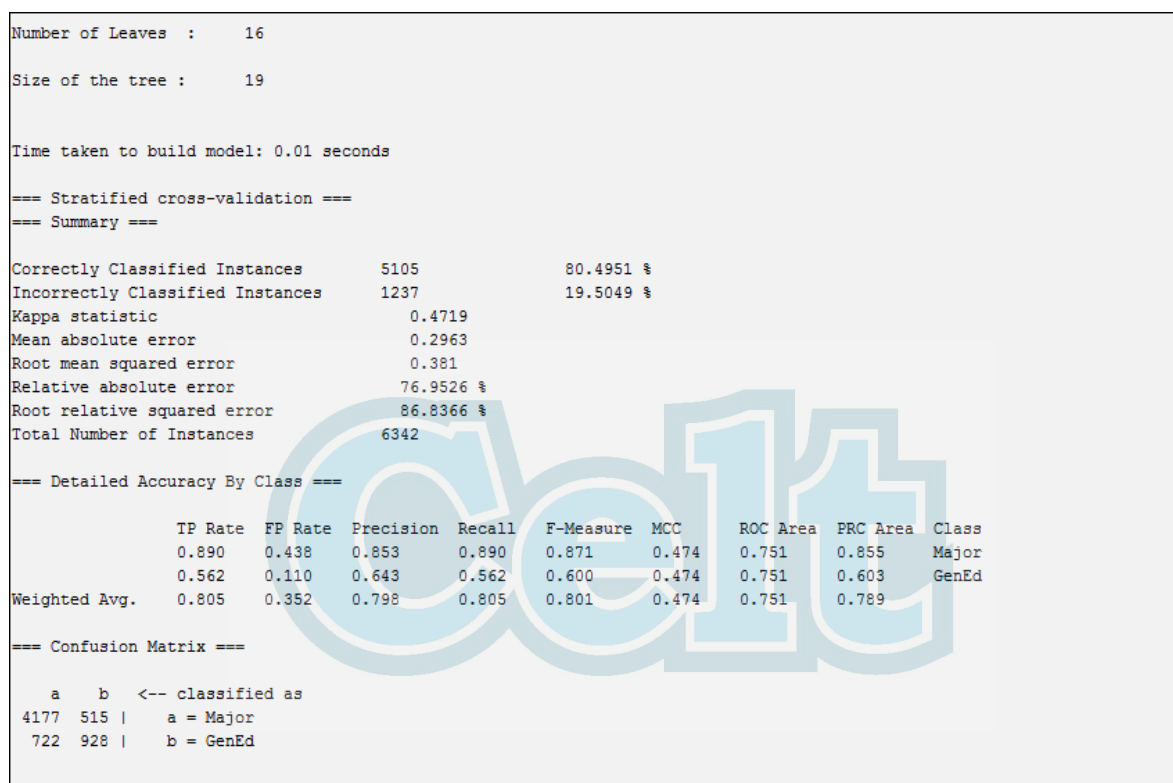 Number of Leaves  :     16
Size of the tree :      19
Time taken to build model: 0.01 seconds
=== Stratified cross-validation ===
=== Summary ===
Correctly Classified Instances        5105               80.4951 %
Incorrectly Classified Instances      1237               19.5049 %
Kappa statistic                          0.4719
Mean absolute error                      0.2963
Root mean squared error                  0.381
Relative absolute error                 76.9526 %
Root relative squared error             86.8366 %
Total Number of Instances             6342
=== Detailed Accuracy By Class ===
TP Rate  FP Rate  Precision  Recall   F-Measure  MCC      ROC Area  PRC Area  Class
0.890    0.438    0.853      0.890    0.871      0.474    0.751     0.855     Major
0.562    0.110    0.643      0.562    0.600      0.474    0.751     0.603     GenEd
Weighted Avg.    0.805    0.352    0.798      0.805    0.801      0.474    0.751     0.789
=== Confusion Matrix ===
a    b   <-- classified as
4177  515 |    a = Major
722  928 |    b = GenEd
Celt